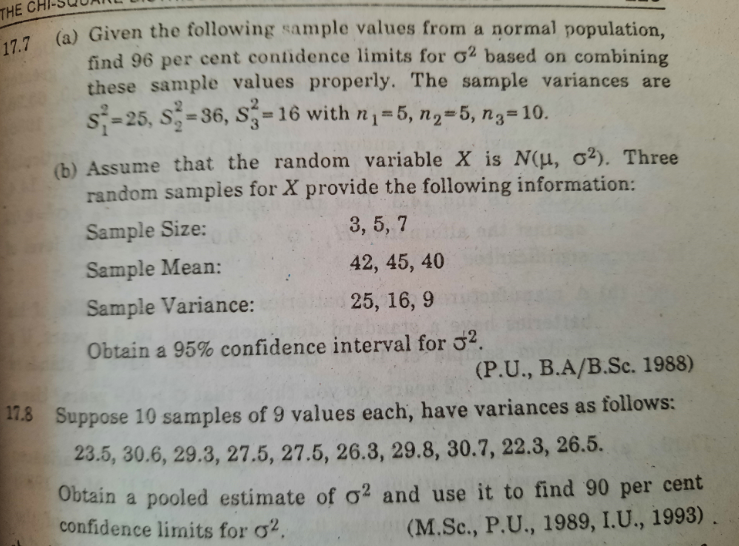 THE CHI-SQUAR
17.7 (a) Given the following sample values from a normal population,
find 96 per cent confidence limits for σ² based on combining
these sample values properly. The sample variances are
S₁²=25, S₂²=36, S₃²=16 with n₁=5, n₂=5, n₃=10.
(b) Assume that the random variable X is N(μ, σ²). Three
random samples for X provide the following information:
Sample Size: 3, 5, 7
Sample Mean: 42, 45, 40
Sample Variance: 25, 16, 9
Obtain a 95% confidence interval for σ².
(P.U., B.A/B.Sc. 1988)
17.8 Suppose 10 samples of 9 values each, have variances as follows:
23.5, 30.6, 29.3, 27.5, 27.5, 26.3, 29.8, 30.7, 22.3, 26.5.
Obtain a pooled estimate of σ² and use it to find 90 per cent
confidence limits for σ². (M.Sc., P.U., 1989, I.U., 1993).